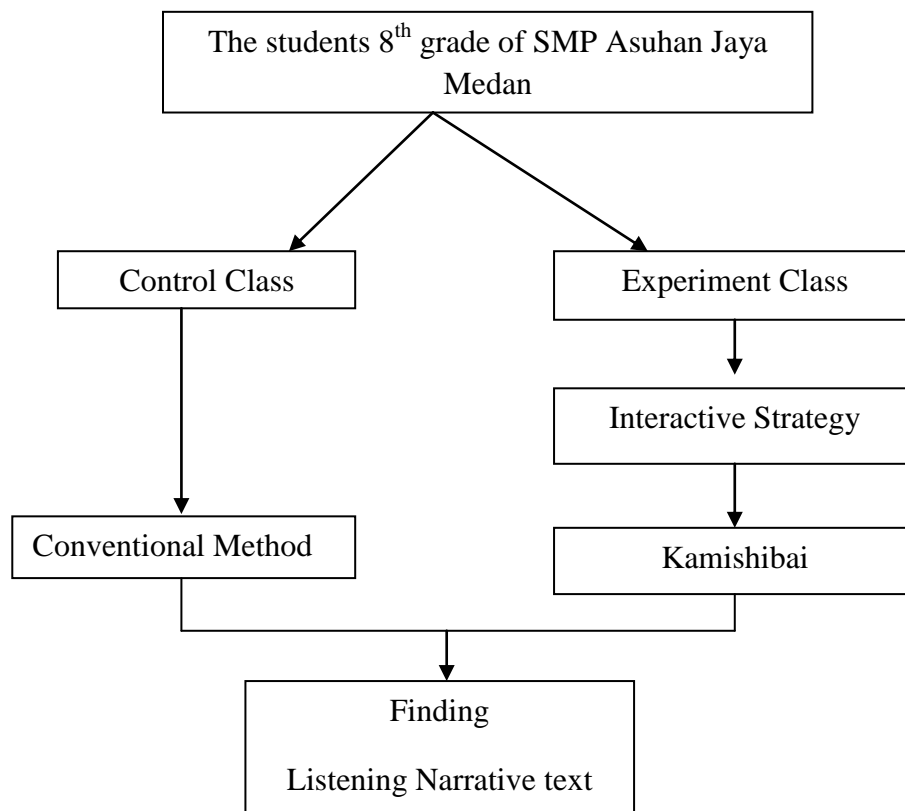 The students 8th grade of SMP Asuhan Jaya
Medan
Control Class
Experiment Class
Interactive Strategy
Conventional Method
Kamishibai
Finding
Listening Narrative text